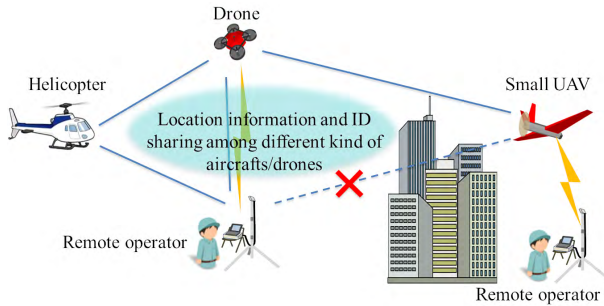 Drone
Helicopter
Small UAV
Location information and ID
sharing among different kind of
aircrafts/drones
Remote operator
Remote operator